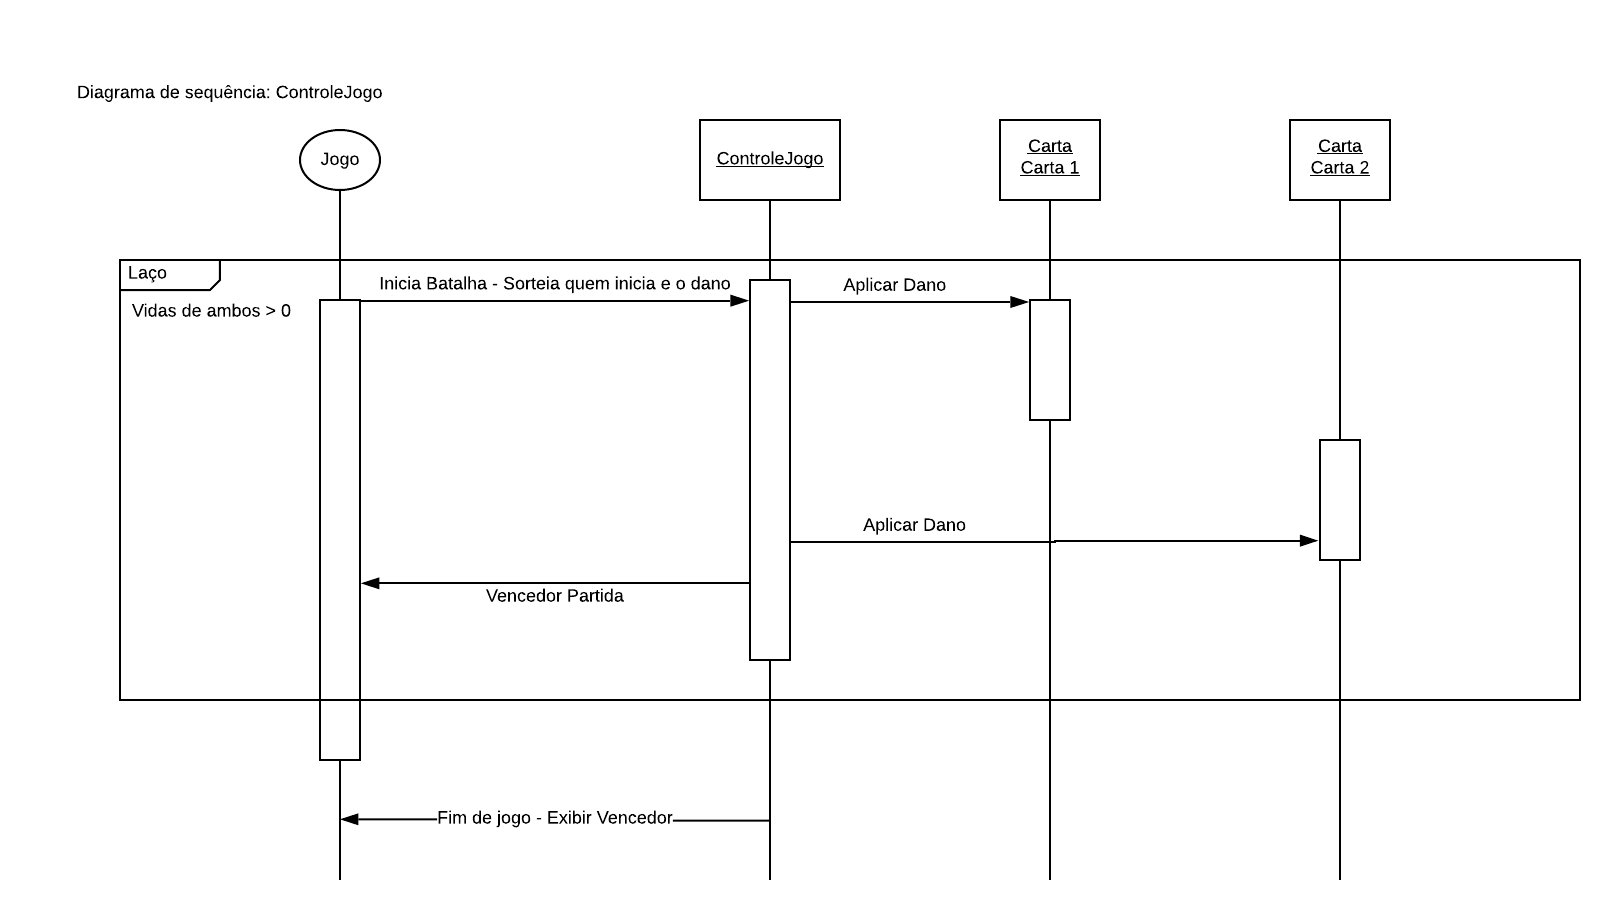 Diagrama de sequência: ControleJogo
Jogo
ControleJogo
Carta
Carta 1
Carta
Carta 2
Laço
Vidas de ambos > 0
Inicia Batalha - Sorteia quem inicia e o dano
Aplicar Dano
Aplicar Dano
Vencedor Partida
Fim de jogo - Exibir Vencedor